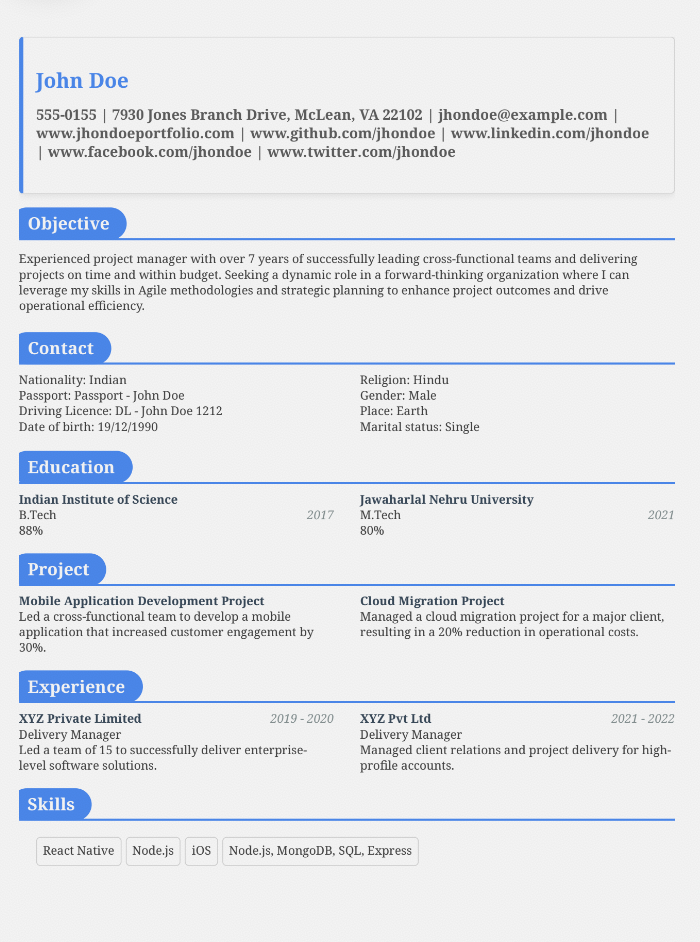 John Doe
555-0155 | 7930 Jones Branch Drive, McLean, VA 22102 | jhondoe@example.com |
www.jhondoeportfolio.com | www.github.com/jhondoe | www.linkedin.com/jhondoe
| www.facebook.com/jhondoe | www.twitter.com/jhondoe
Objective
Experienced project manager with over 7 years of successfully leading cross-functional teams and delivering
projects on time and within budget. Seeking a dynamic role in a forward-thinking organization where I can
leverage my skills in Agile methodologies and strategic planning to enhance project outcomes and drive
operational efficiency.
Contact
Nationality: Indian
Passport: Passport - John Doe
Driving Licence: DL - John Doe 1212
Date of birth: 19/12/1990
Religion: Hindu
Gender: Male
Place: Earth
Marital status: Single
Education
Indian Institute of Science
B.Tech 2017
88%
Jawaharlal Nehru University
M.Tech 2021
80%
Project
Mobile Application Development Project
Led a cross-functional team to develop a mobile
application that increased customer engagement by
30%.
Cloud Migration Project
Managed a cloud migration project for a major client,
resulting in a 20% reduction in operational costs.
Experience
XYZ Private Limited 2019 - 2020
Delivery Manager
Led a team of 15 to successfully deliver enterprise-
level software solutions.
XYZ Pvt Ltd 2021 - 2022
Delivery Manager
Managed client relations and project delivery for high-
profile accounts.
Skills
React Native Node.js iOS Node.js, MongoDB, SQL, Express